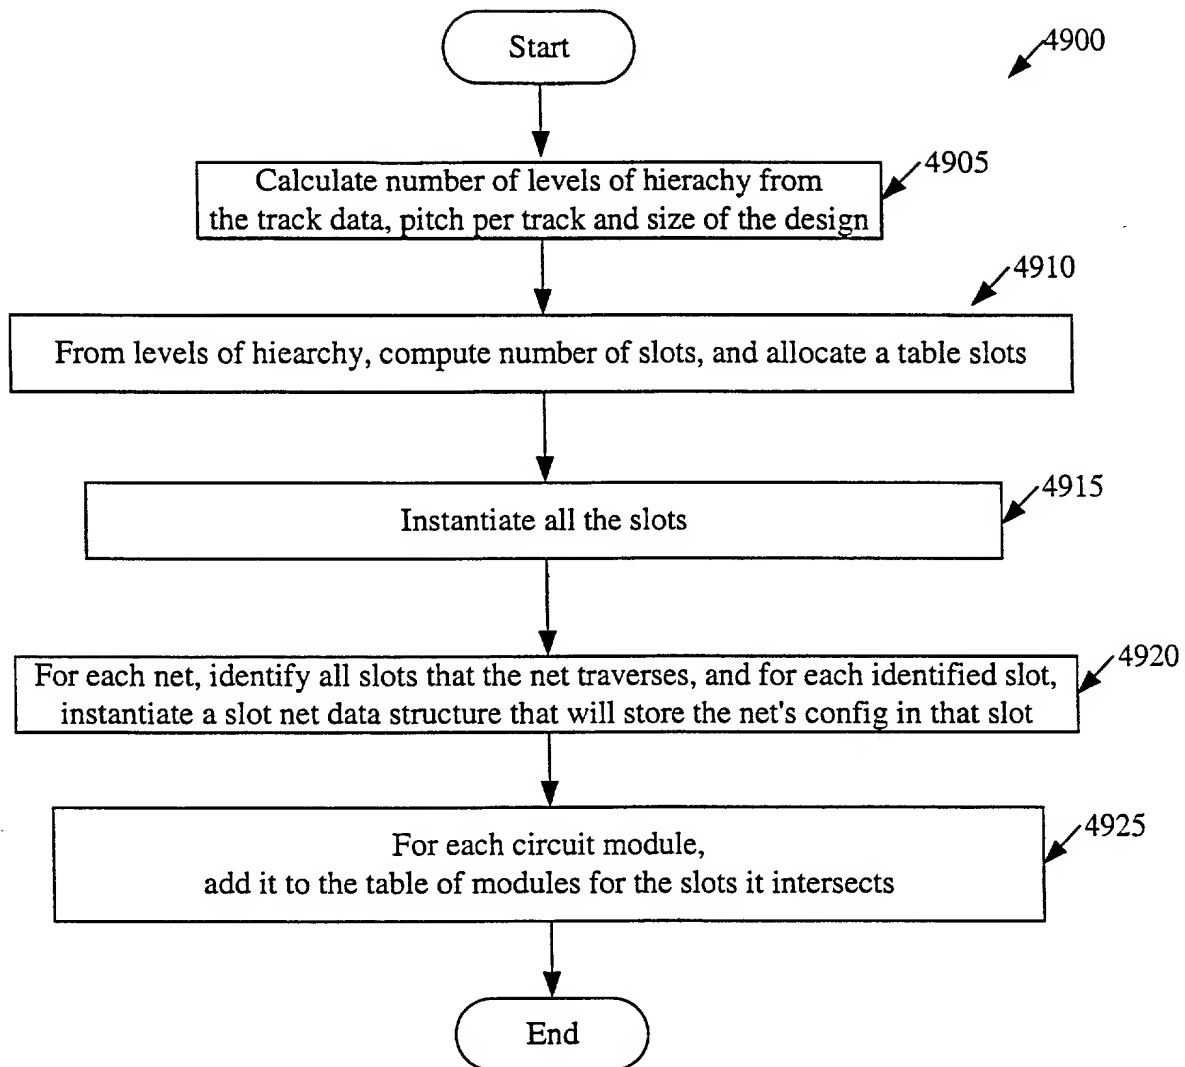 Start
4900
4905
Calculate number of levels of hierachy from
the track data, pitch per track and size of the design
4910
From levels of hiearchy, compute number of slots, and allocate a table slots
4915
Instantiate all the slots
4920
For each net, identify all slots that the net traverses, and for each identified slot,
instantiate a slot net data structure that will store the net's config in that slot
4925
For each circuit module,
add it to the table of modules for the slots it intersects
End